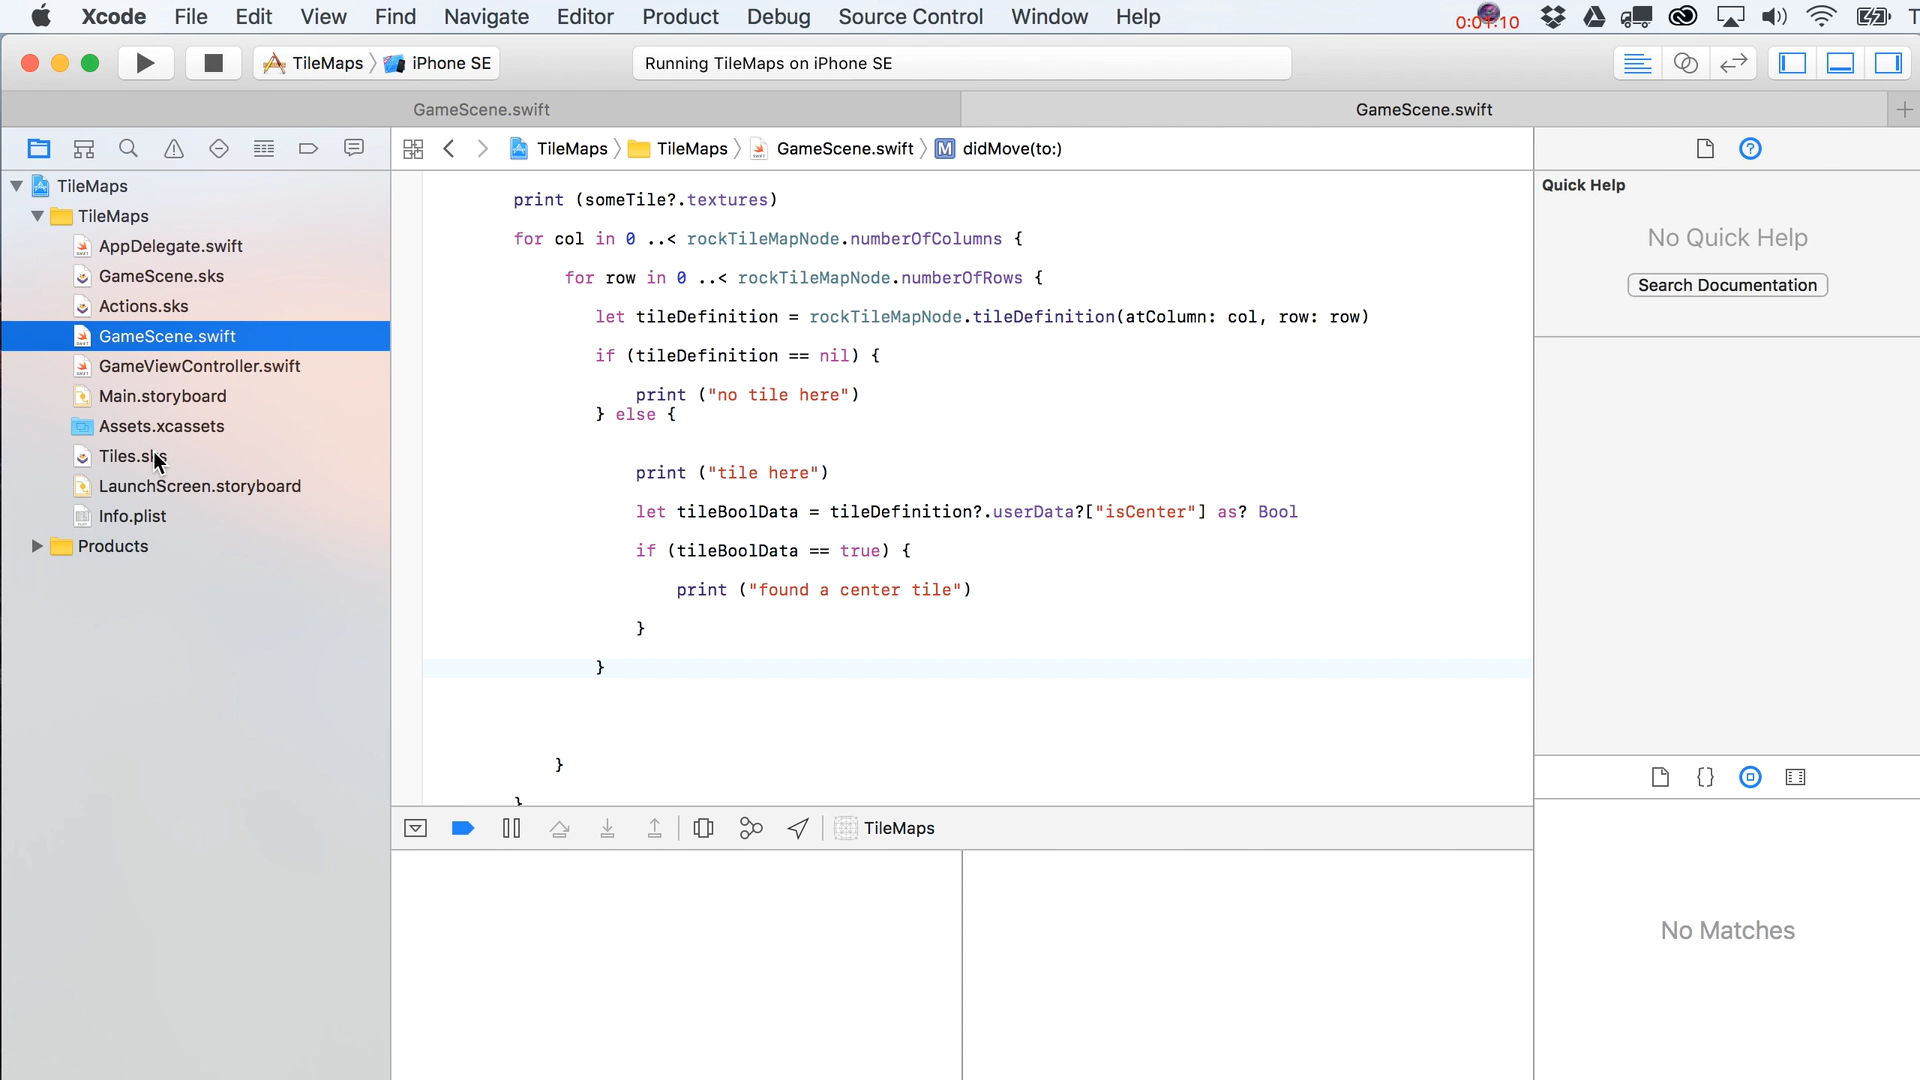 Xcode File Edit View Find Navigate Editor Product Debug Source Control Window Help
TileMaps iPhone SE
Running TileMaps on iPhone SE
GameScene.swift
GameScene.swift
TileMaps TileMaps GameScene.swift M didMove(to:)
TileMaps
TileMaps
AppDelegate.swift
GameScene.sks
Actions.sks
GameScene.swift
GameViewController.swift
Main.storyboard
Assets.xcassets
Tiles.sks
LaunchScreen.storyboard
Info.plist
Products
print (someTile?.textures)
for col in 0 ..< rockTileMapNode.numberOfColumns {
for row in 0 ..< rockTileMapNode.numberOfRows {
let tileDefinition = rockTileMapNode.tileDefinition(atColumn: col, row: row)
if (tileDefinition == nil) {
print ("no tile here")
} else {
print ("tile here")
let tileBoolData = tileDefinition?.userData?["isCenter"] as? Bool
if (tileBoolData == true) {
print ("found a center tile")
}
}
}
}
TileMaps
Quick Help
No Quick Help
Search Documentation
No Matches